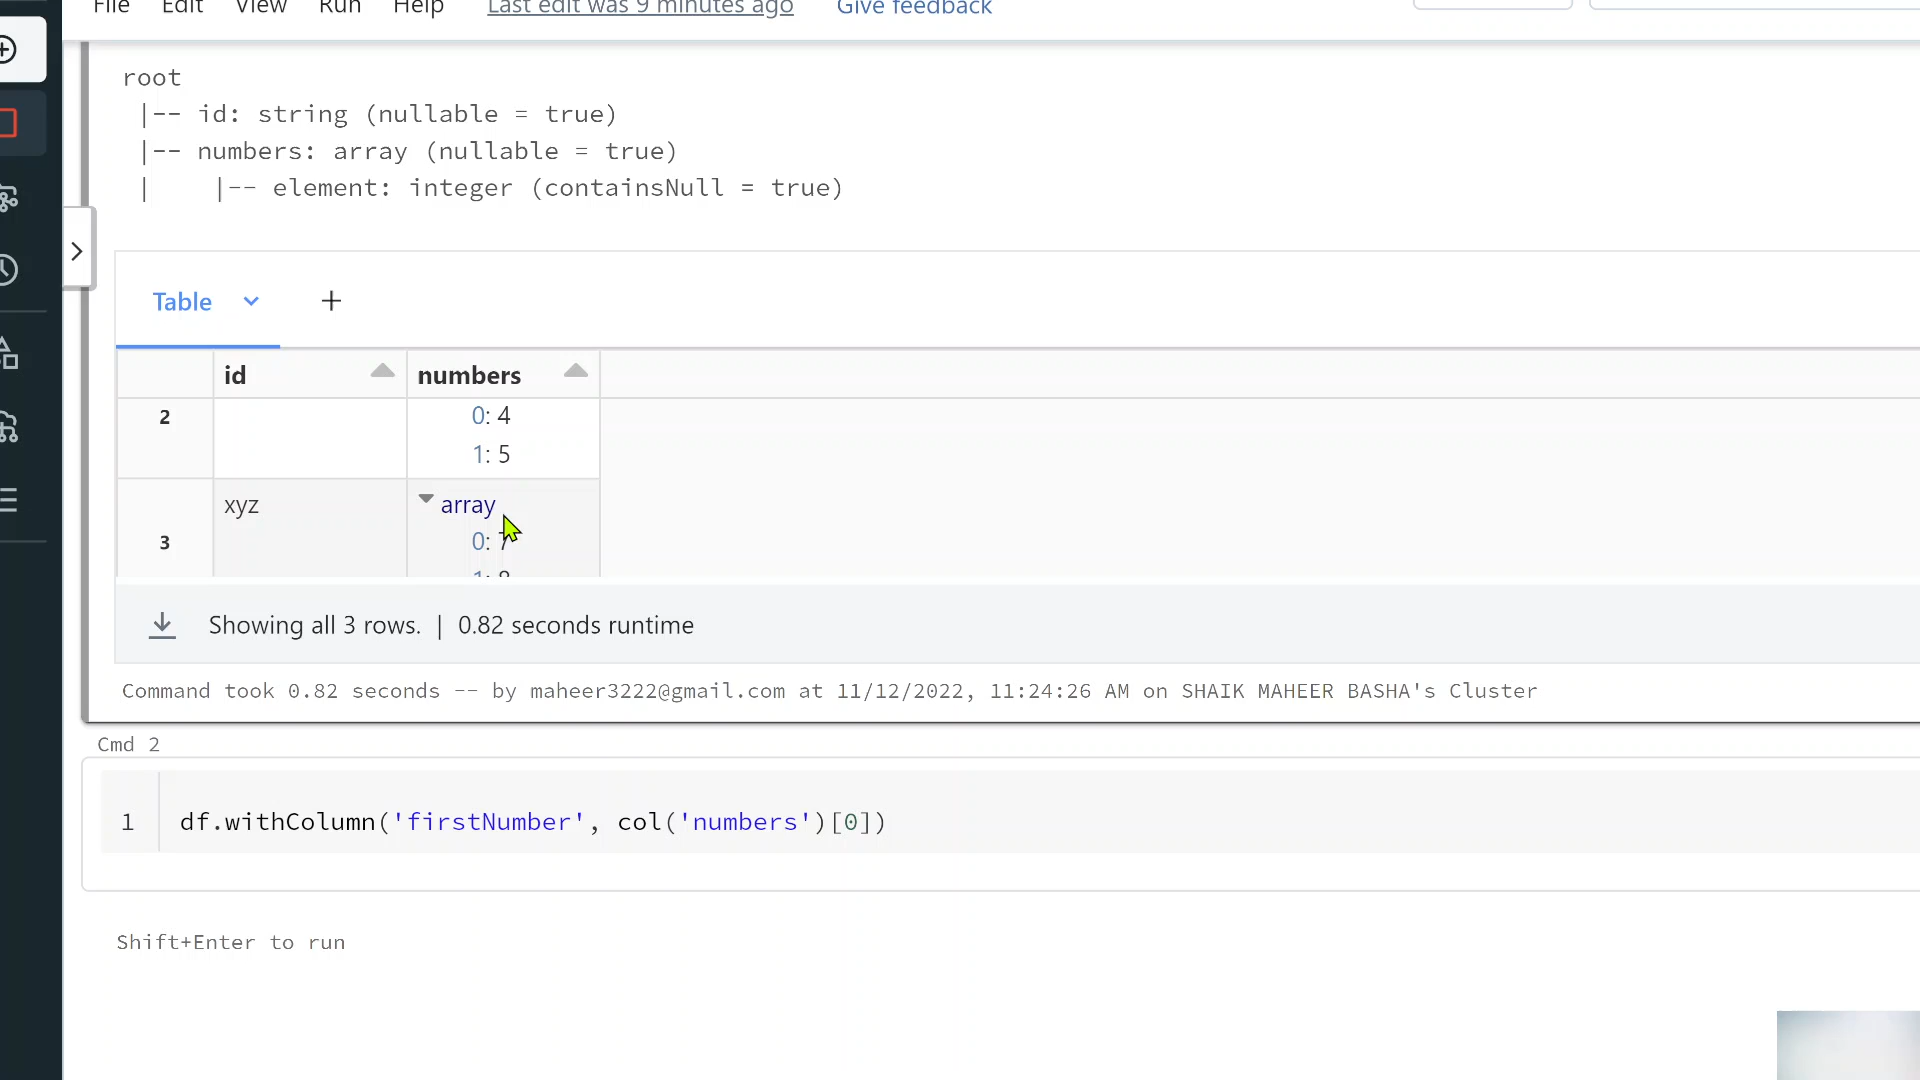 File Edit View Run Help Last edit was 9 minutes ago Give feedback
root
|-- id: string (nullable = true)
|-- numbers: array (nullable = true)
| |-- element: integer (containsNull = true)
Table +
id numbers
2 0: 4
1: 5
xyz array
3 0: 7
1: 8
Showing all 3 rows. | 0.82 seconds runtime
Command took 0.82 seconds -- by maheer3222@gmail.com at 11/12/2022, 11:24:26 AM on SHAIK MAHEER BASHA's Cluster
Cmd 2
1 df.withColumn('firstNumber', col('numbers')[0])
Shift+Enter to run